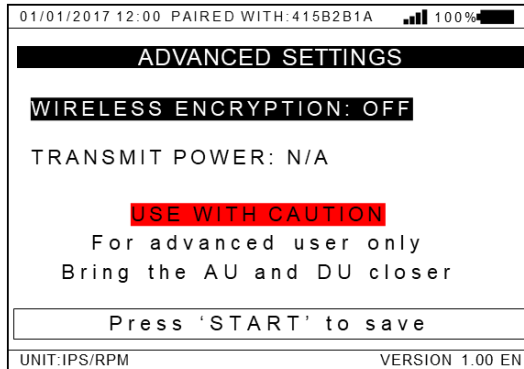 01/01/2017 12:00 PAIRED WITH:415B2B1A 100%
ADVANCED SETTINGS
WIRELESS ENCRYPTION: OFF
TRANSMIT POWER: N/A
USE WITH CAUTION
For advanced user only
Bring the AU and DU closer
Press ‘START’ to save
UNIT:IPS/RPM VERSION 1.00 EN